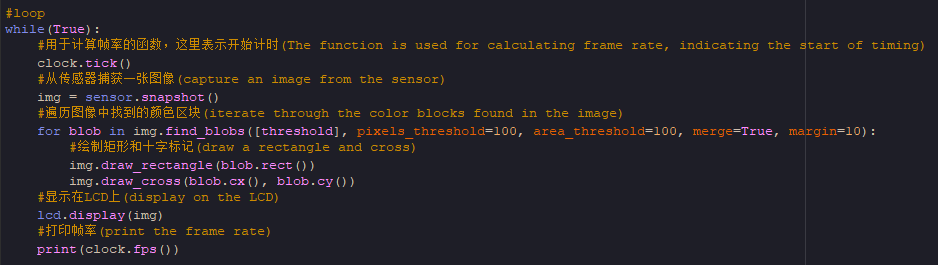 #loop
while(True):
    #用于计算帧率的函数，这里表示开始计时(The function is used for calculating frame rate, indicating the start of timing)
    clock.tick()
    #从传感器捕获一张图像(capture an image from the sensor)
    img = sensor.snapshot()
    #遍历图像中找到的颜色区块(iterate through the color blocks found in the image)
    for blob in img.find_blobs([threshold], pixels_threshold=100, area_threshold=100, merge=True, margin=10):
        #绘制矩形和十字标记(draw a rectangle and cross)
        img.draw_rectangle(blob.rect())
        img.draw_cross(blob.cx(), blob.cy())
    #显示在LCD上(display on the LCD)
    lcd.display(img)
    #打印帧率(print the frame rate)
    print(clock.fps())